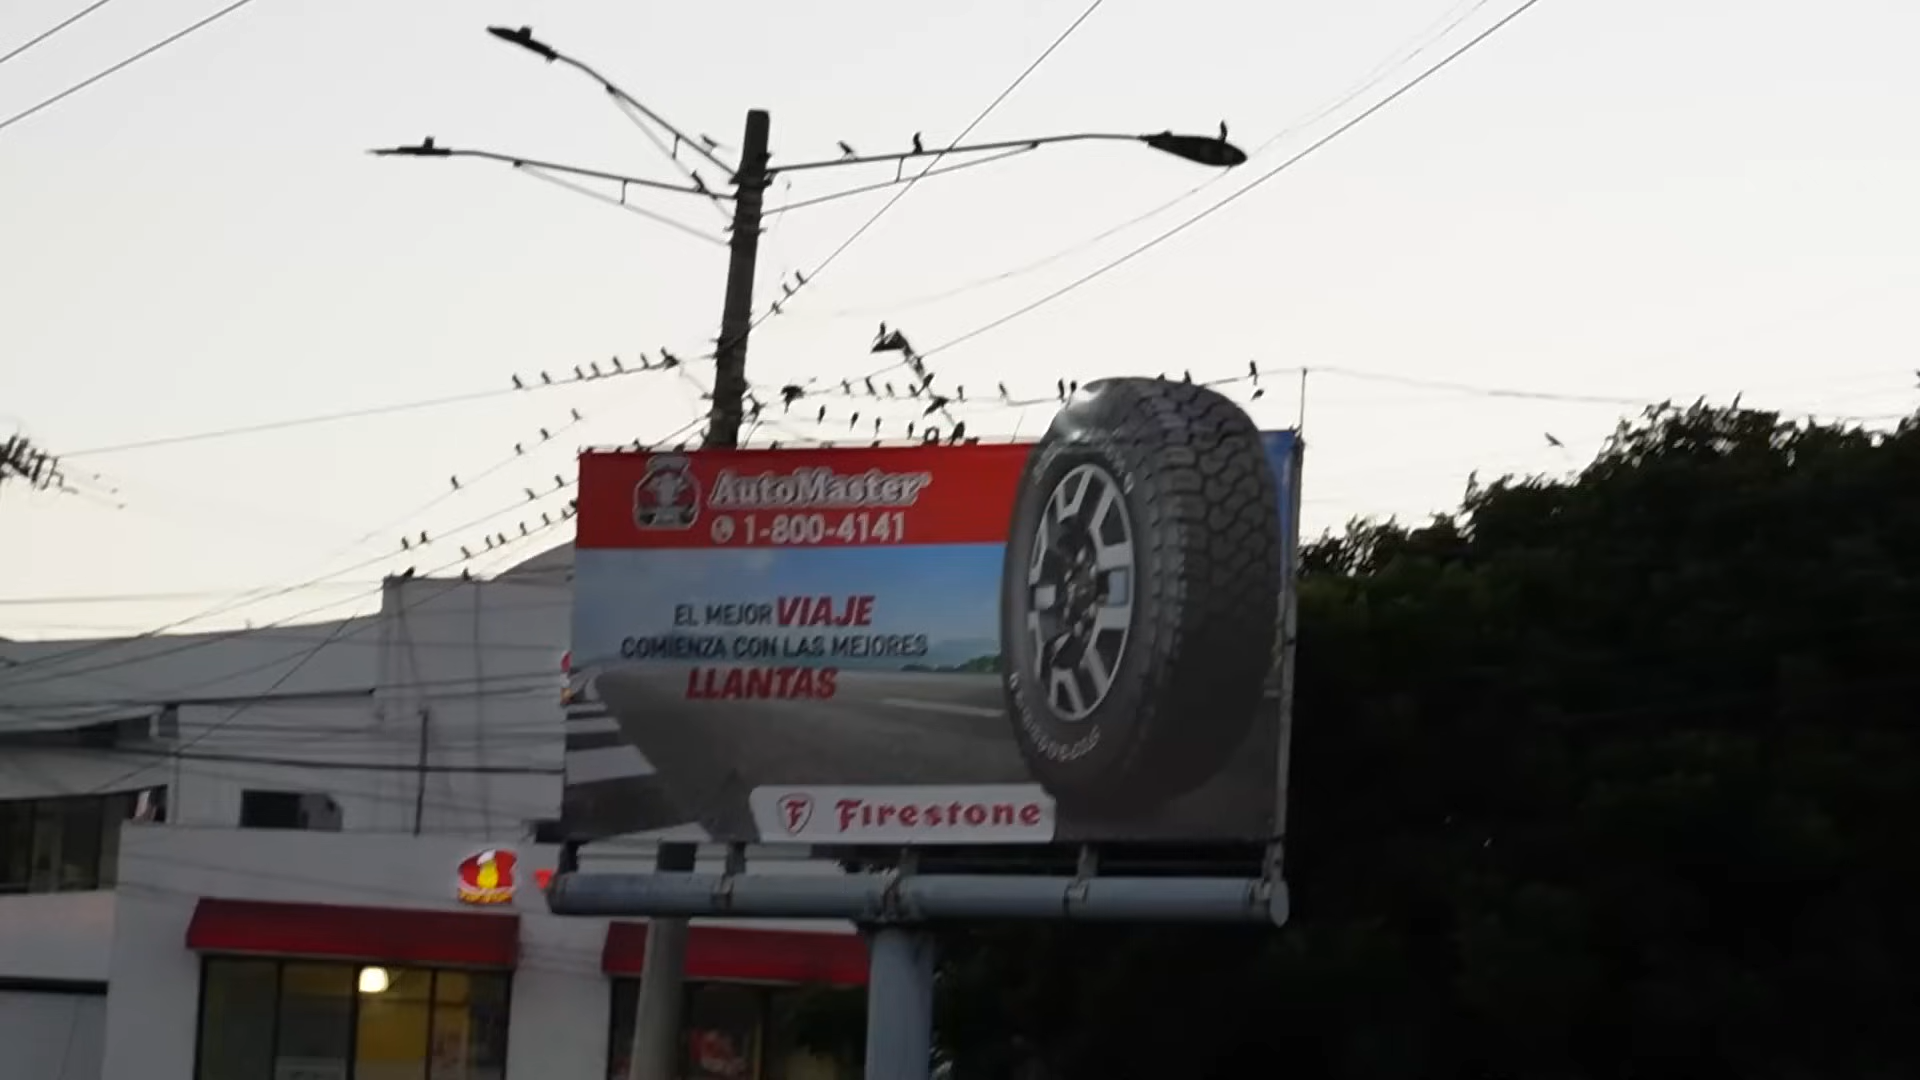 AutoMaster
1-800-4141
EL MEJOR VIAJE
COMIENZA CON LAS MEJORES
LLANTAS
F Firestone